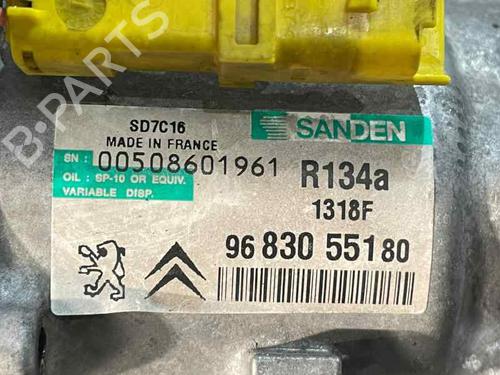 B-PARTS
SD7C16
MADE IN FRANCE
SANDEN
SN : 00508601961
OIL : SP-10 OR EQUIV.
VARIABLE DISP.
R134a
1318F
96 830 551 80